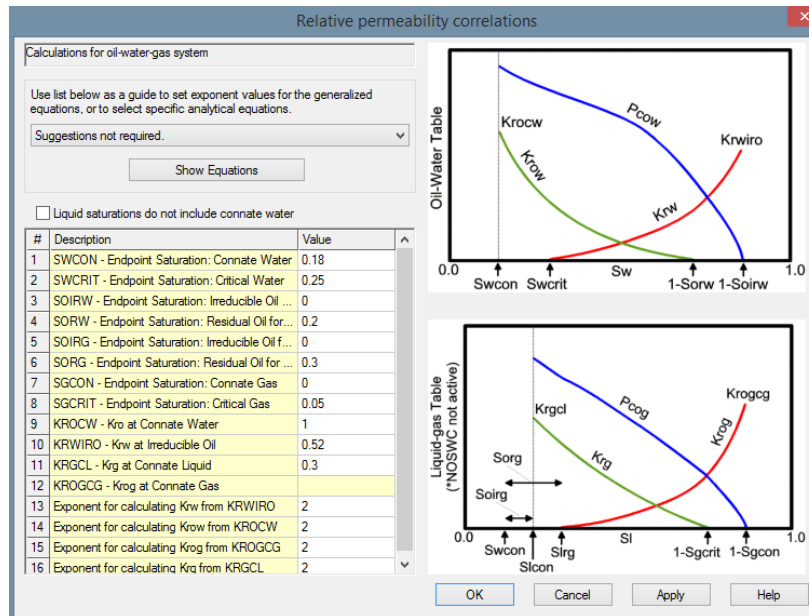 Relative permeability correlations
Calculations for oil-water-gas system
Use list below as a guide to set exponent values for the generalized
equations, or to select specific analytical equations.
Suggestions not required.
Show Equations
Liquid saturations do not include connate water
# Description Value
1 SWCON - Endpoint Saturation: Connate Water 0.18
2 SWCRIT - Endpoint Saturation: Critical Water 0.25
3 SOIRW - Endpoint Saturation: Irreducible Oil ... 0
4 SORW - Endpoint Saturation: Residual Oil for... 0.2
5 SOIRG - Endpoint Saturation: Irreducible Oil f... 0
6 SORG - Endpoint Saturation: Residual Oil for ... 0.3
7 SGCON - Endpoint Saturation: Connate Gas 0
8 SGCRIT - Endpoint Saturation: Critical Gas 0.05
9 KROCW - Kro at Connate Water 1
10 KRWIRO - Krw at Irreducible Oil 0.52
11 KRGCL - Krg at Connate Liquid 0.3
12 KROGCG - Krog at Connate Gas
13 Exponent for calculating Krw from KRWIRO 2
14 Exponent for calculating Krow from KROCW 2
15 Exponent for calculating Krog from KROGCG 2
16 Exponent for calculating Krg from KRGCL 2
Oil-Water Table
Krocw
Pcow
Krwiro
Krow
Krw
0.0 Sw 1.0
Swcon Swcrit 1-Sorw 1-Soirw
Liquid-gas Table
(*NOSWC not active)
Krogcg
Krgcl
Pcog
Krog
Krg
Sorg
Soirg
0.0 Sl 1.0
Swcon Slrg 1-Sgcrit 1-Sgcon
Slcon
OK Cancel Apply Help